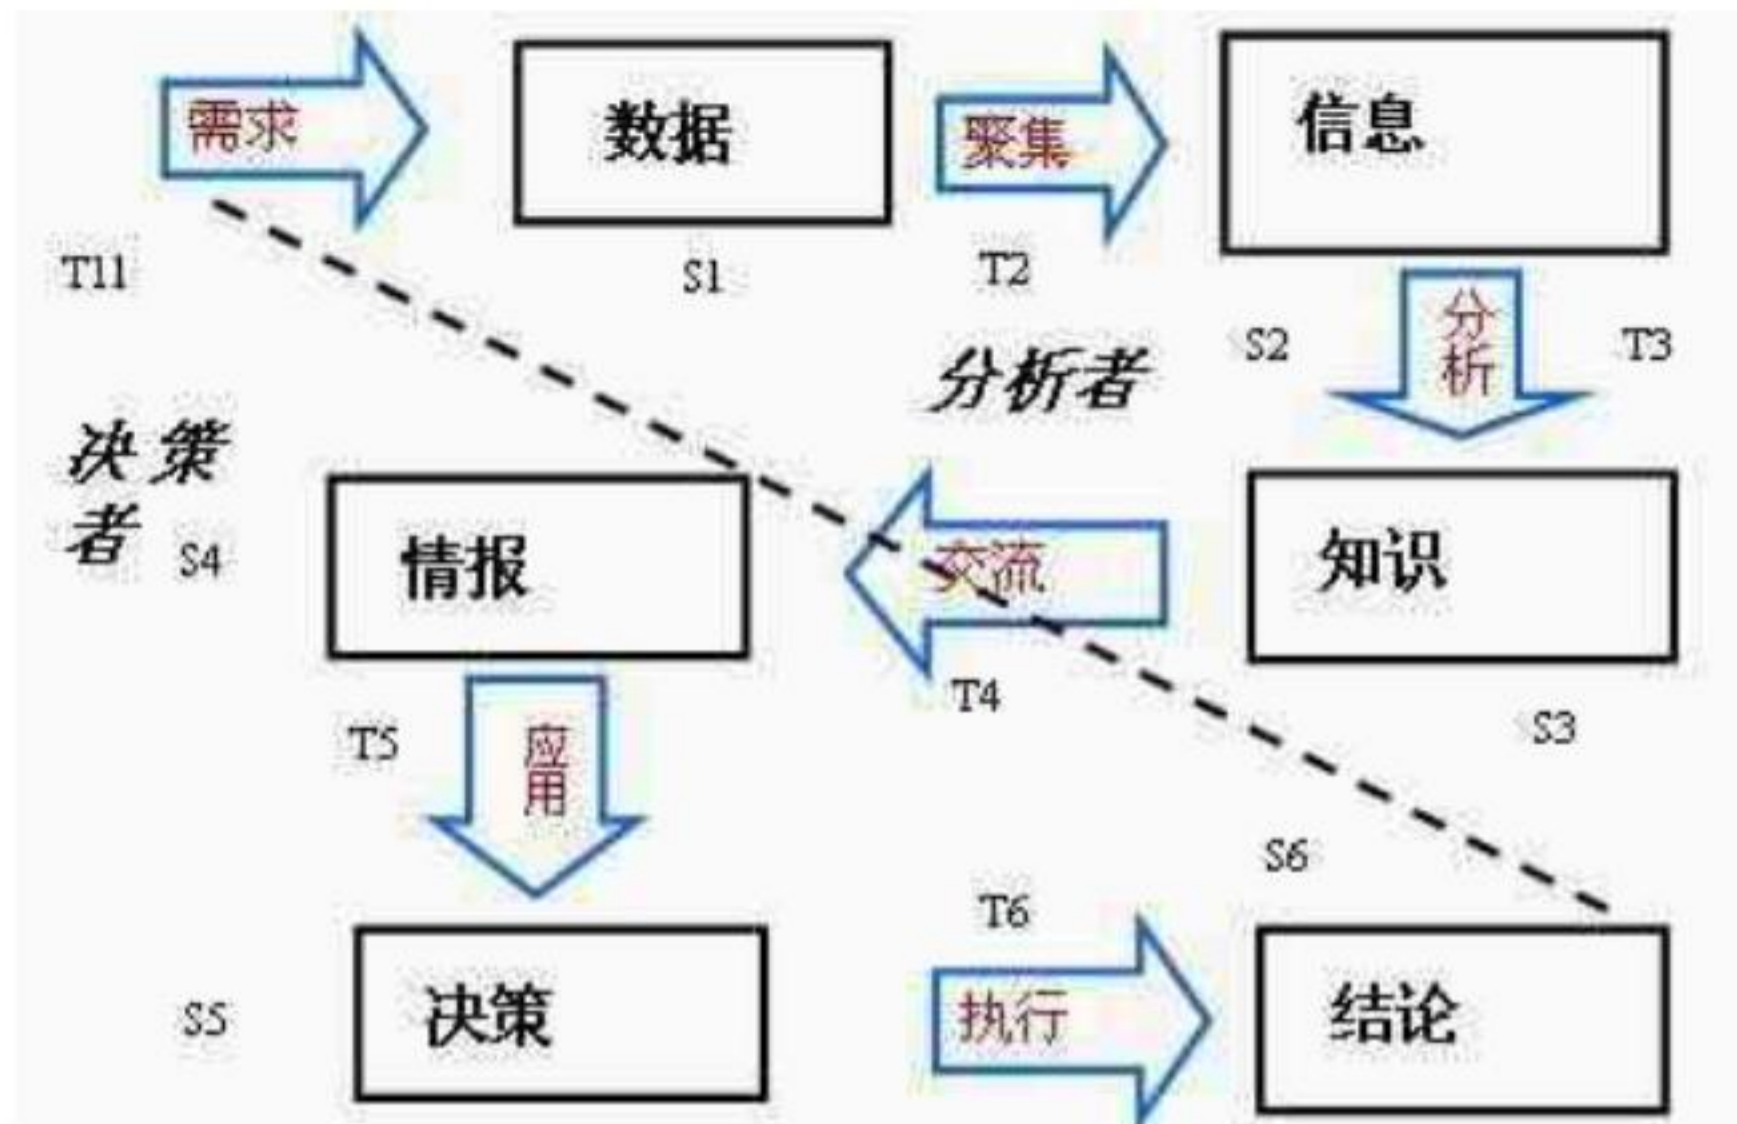 需求
数据
聚集
信息
T11
S1
T2
分
析
S2
T3
分析者
决策
者
S4
情报
交流
知识
T4
S3
T5
应
用
S6
T6
S5
决策
执行
结论